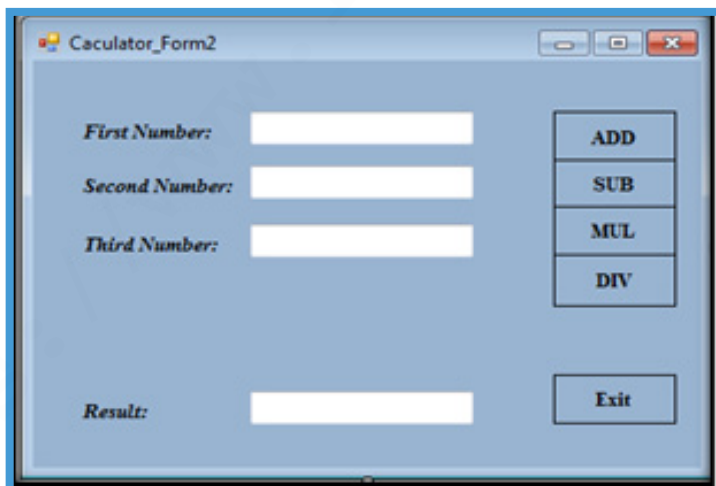 Caculator_Form2
First Number:
ADD
Second Number:
SUB
Third Number:
MUL
DIV
Result:
Exit